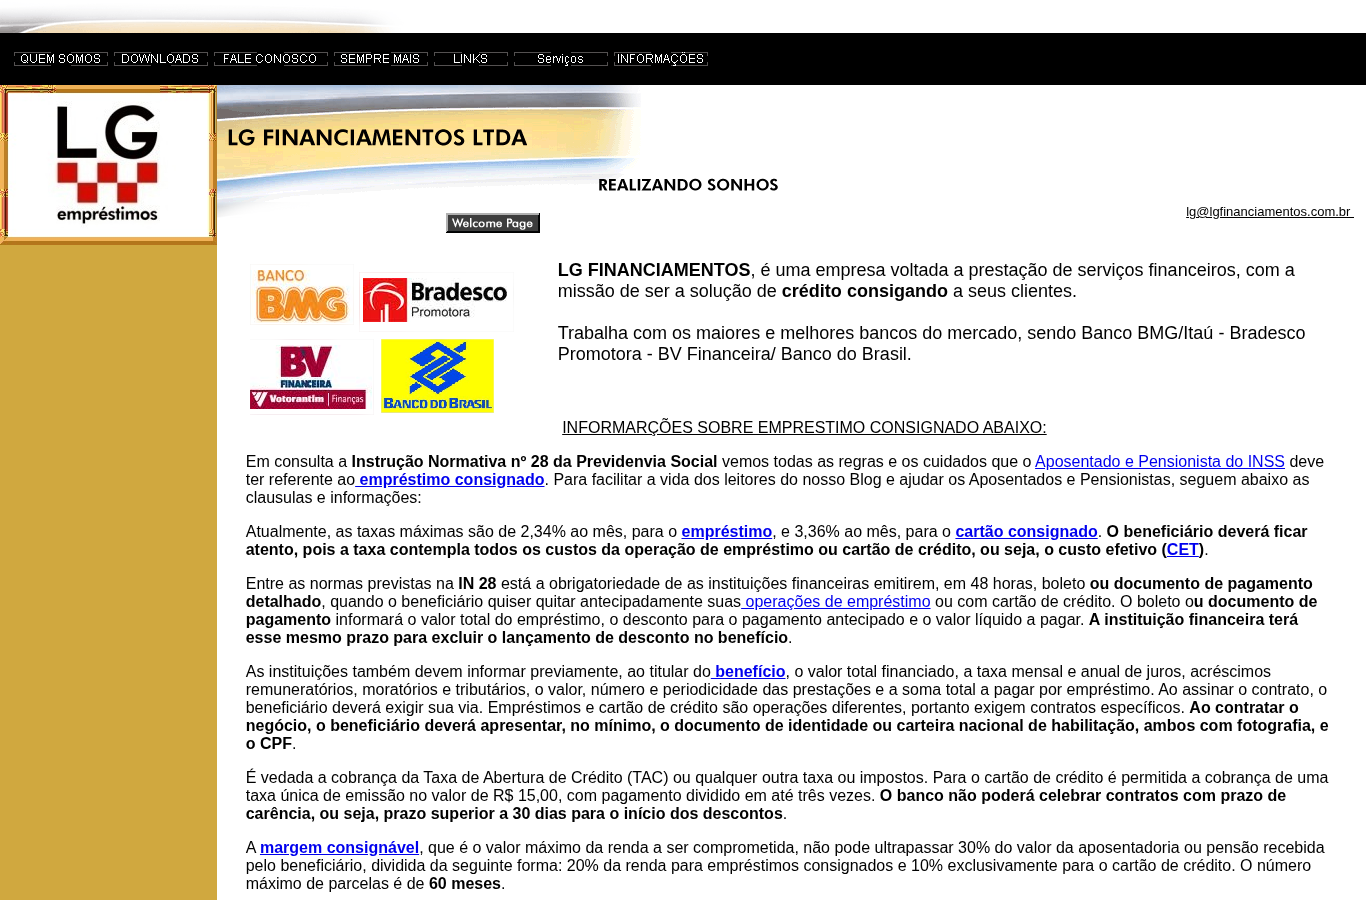 QUEM SOMOS DOWNLOADS FALE CONOSCO SEMPRE MAIS LINKS Serviços INFORMAÇÕES
LG
empréstimos
LG FINANCIAMENTOS LTDA
REALIZANDO SONHOS
lg@lgfinanciamentos.com.br
Welcome Page
BANCO
BMG
Bradesco
Promotora
BV
FINANCEIRA
Votorantim | Finanças
BANCO DO BRASIL
LG FINANCIAMENTOS, é uma empresa voltada a prestação de serviços financeiros, com a
missão de ser a solução de crédito consigando a seus clientes.
Trabalha com os maiores e melhores bancos do mercado, sendo Banco BMG/Itaú - Bradesco
Promotora - BV Financeira/ Banco do Brasil.
INFORMARÇÕES SOBRE EMPRESTIMO CONSIGNADO ABAIXO:
Em consulta a Instrução Normativa nº 28 da Previdenvia Social vemos todas as regras e os cuidados que o Aposentado e Pensionista do INSS deve
ter referente ao empréstimo consignado. Para facilitar a vida dos leitores do nosso Blog e ajudar os Aposentados e Pensionistas, seguem abaixo as
clausulas e informações:
Atualmente, as taxas máximas são de 2,34% ao mês, para o empréstimo, e 3,36% ao mês, para o cartão consignado. O beneficiário deverá ficar
atento, pois a taxa contempla todos os custos da operação de empréstimo ou cartão de crédito, ou seja, o custo efetivo (CET).
Entre as normas previstas na IN 28 está a obrigatoriedade de as instituições financeiras emitirem, em 48 horas, boleto ou documento de pagamento
detalhado, quando o beneficiário quiser quitar antecipadamente suas operações de empréstimo ou com cartão de crédito. O boleto ou documento de
pagamento informará o valor total do empréstimo, o desconto para o pagamento antecipado e o valor líquido a pagar. A instituição financeira terá
esse mesmo prazo para excluir o lançamento de desconto no benefício.
As instituições também devem informar previamente, ao titular do benefício, o valor total financiado, a taxa mensal e anual de juros, acréscimos
remuneratórios, moratórios e tributários, o valor, número e periodicidade das prestações e a soma total a pagar por empréstimo. Ao assinar o contrato, o
beneficiário deverá exigir sua via. Empréstimos e cartão de crédito são operações diferentes, portanto exigem contratos específicos. Ao contratar o
negócio, o beneficiário deverá apresentar, no mínimo, o documento de identidade ou carteira nacional de habilitação, ambos com fotografia, e
o CPF.
É vedada a cobrança da Taxa de Abertura de Crédito (TAC) ou qualquer outra taxa ou impostos. Para o cartão de crédito é permitida a cobrança de uma
taxa única de emissão no valor de R$ 15,00, com pagamento dividido em até três vezes. O banco não poderá celebrar contratos com prazo de
carência, ou seja, prazo superior a 30 dias para o início dos descontos.
A margem consignável, que é o valor máximo da renda a ser comprometida, não pode ultrapassar 30% do valor da aposentadoria ou pensão recebida
pelo beneficiário, dividida da seguinte forma: 20% da renda para empréstimos consignados e 10% exclusivamente para o cartão de crédito. O número
máximo de parcelas é de 60 meses.